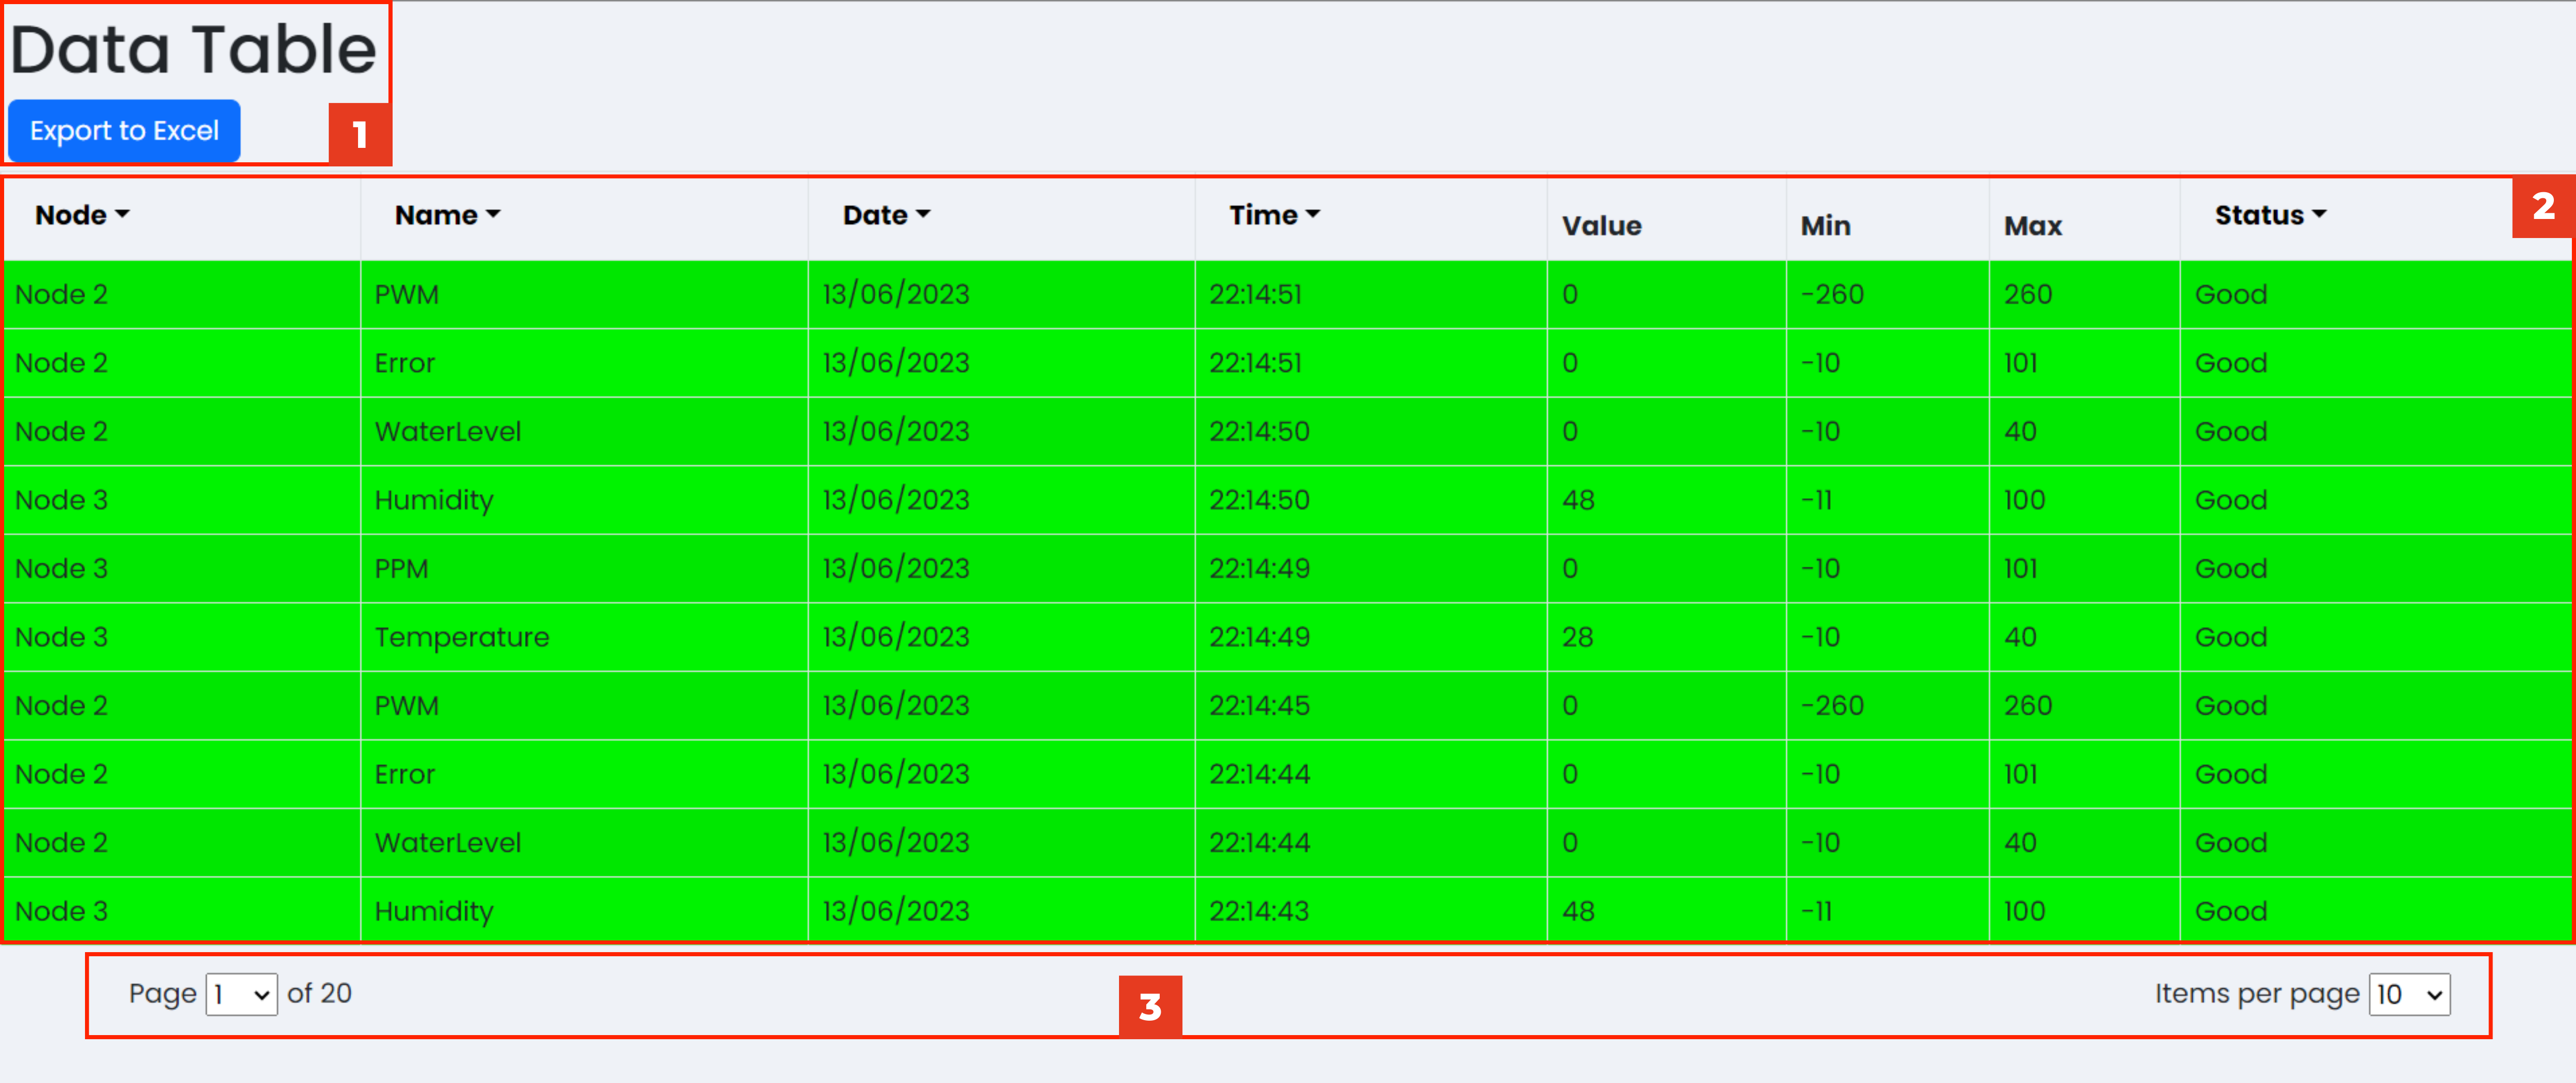 Data Table
Export to Excel
1
Node Name Date Time Value Min Max Status
2
Node 2 PWM 13/06/2023 22:14:51 0 -260 260 Good
Node 2 Error 13/06/2023 22:14:51 0 -10 101 Good
Node 2 WaterLevel 13/06/2023 22:14:50 0 -10 40 Good
Node 3 Humidity 13/06/2023 22:14:50 48 -11 100 Good
Node 3 PPM 13/06/2023 22:14:49 0 -10 101 Good
Node 3 Temperature 13/06/2023 22:14:49 28 -10 40 Good
Node 2 PWM 13/06/2023 22:14:45 0 -260 260 Good
Node 2 Error 13/06/2023 22:14:44 0 -10 101 Good
Node 2 WaterLevel 13/06/2023 22:14:44 0 -10 40 Good
Node 3 Humidity 13/06/2023 22:14:43 48 -11 100 Good
Page 1 of 20
3
Items per page 10